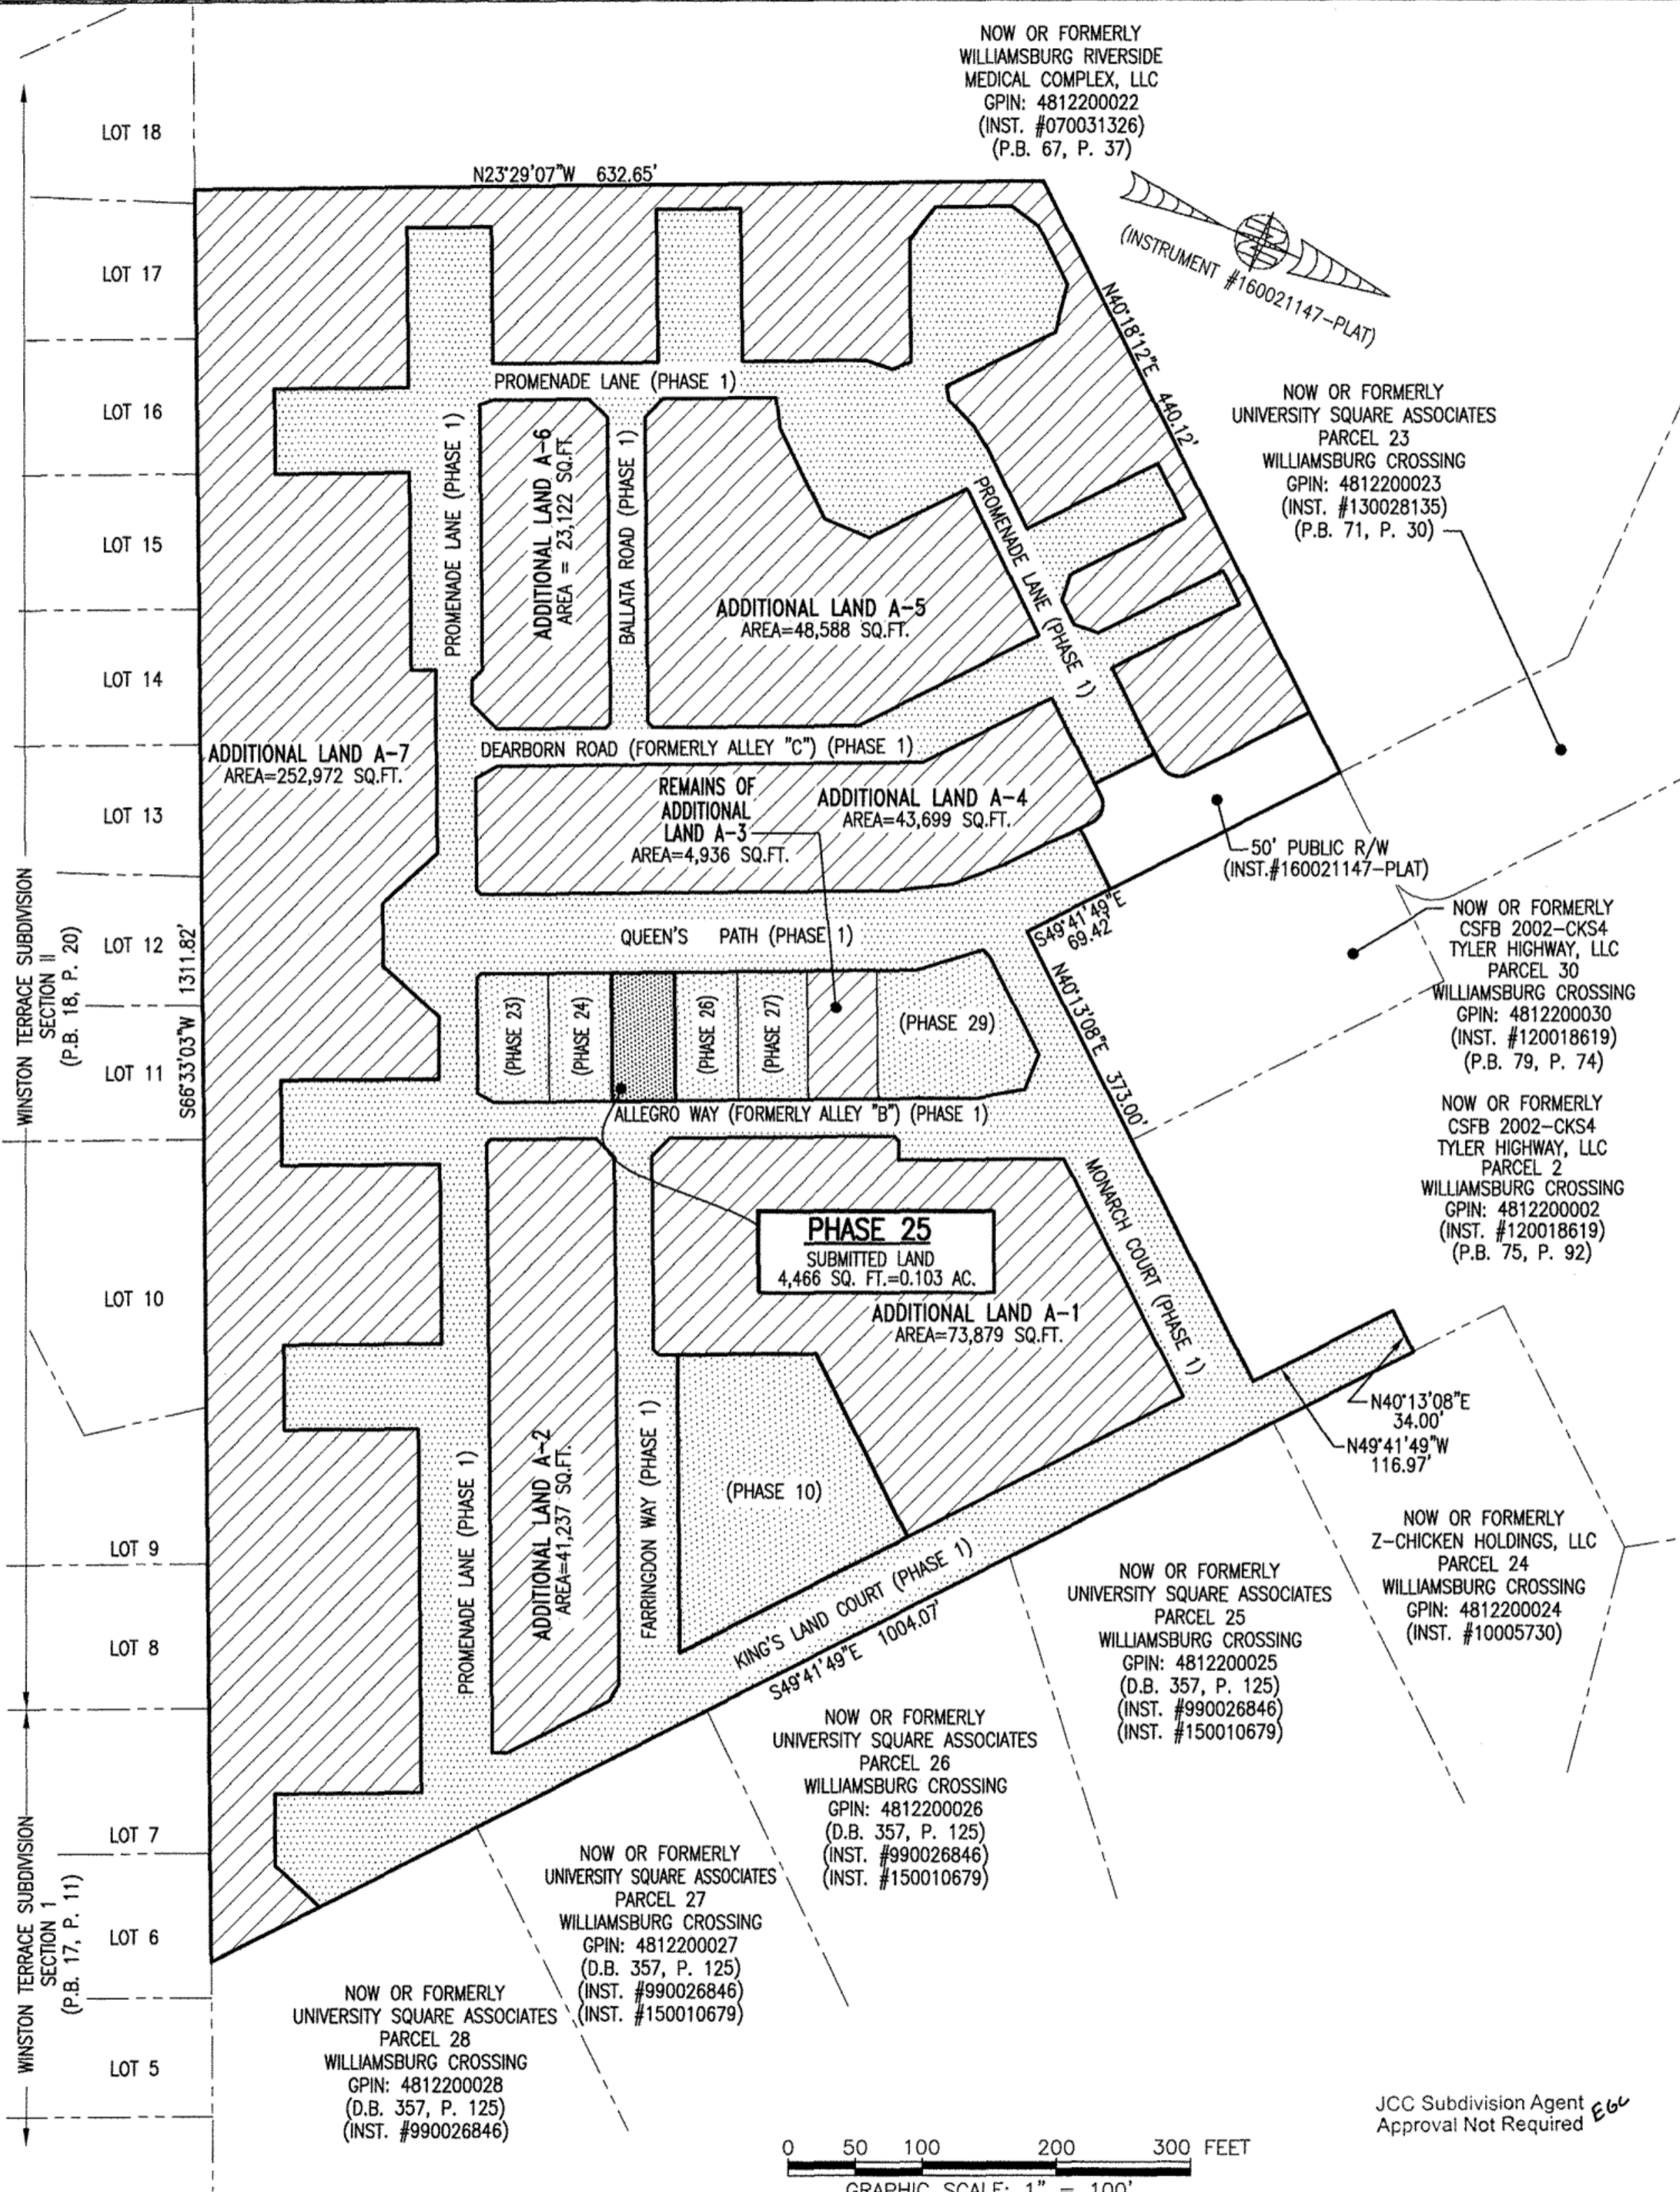 NOW OR FORMERLY
WILLIAMSBURG RIVERSIDE
MEDICAL COMPLEX, LLC
GPIN: 4812200022
(INST. #070031326)
(P.B. 67, P. 37)
(INSTRUMENT #160021147-PLAT)
N23°29'07"W 632.65'
N40°18'12"E 440.12'
NOW OR FORMERLY
UNIVERSITY SQUARE ASSOCIATES
PARCEL 23
WILLIAMSBURG CROSSING
GPIN: 4812200023
(INST. #130028135)
(P.B. 71, P. 30)
LOT 18
LOT 17
LOT 16
LOT 15
LOT 14
LOT 13
LOT 12
LOT 11
LOT 10
LOT 9
LOT 8
LOT 7
LOT 6
LOT 5
WINSTON TERRACE SUBDIVISION
SECTION II
(P.B. 18, P. 20)
WINSTON TERRACE SUBDIVISION
SECTION 1
(P.B. 17, P. 11)
S66°33'03"W 1311.82'
PROMENADE LANE (PHASE 1)
PROMENADE LANE (PHASE 1)
ADDITIONAL LAND A-6
AREA = 23,122 SQ.FT.
BALLATA ROAD (PHASE 1)
ADDITIONAL LAND A-5
AREA=48,588 SQ.FT.
PROMENADE LANE (PHASE 1)
DEARBORN ROAD (FORMERLY ALLEY "C") (PHASE 1)
ADDITIONAL LAND A-7
AREA=252,972 SQ.FT.
REMAINS OF
ADDITIONAL
LAND A-3
AREA=4,936 SQ.FT.
ADDITIONAL LAND A-4
AREA=43,699 SQ.FT.
50' PUBLIC R/W
(INST.#160021147-PLAT)
QUEEN'S PATH (PHASE 1)
S49°41'49"E
69.42'
N40°13'08"E 373.00'
(PHASE 23)
(PHASE 24)
(PHASE 26)
(PHASE 27)
(PHASE 29)
ALLEGRO WAY (FORMERLY ALLEY "B") (PHASE 1)
NOW OR FORMERLY
CSFB 2002-CKS4
TYLER HIGHWAY, LLC
PARCEL 30
WILLIAMSBURG CROSSING
GPIN: 4812200030
(INST. #120018619)
(P.B. 79, P. 74)
NOW OR FORMERLY
CSFB 2002-CKS4
TYLER HIGHWAY, LLC
PARCEL 2
WILLIAMSBURG CROSSING
GPIN: 4812200002
(INST. #120018619)
(P.B. 75, P. 92)
PHASE 25
SUBMITTED LAND
4,466 SQ. FT.=0.103 AC.
ADDITIONAL LAND A-1
AREA=73,879 SQ.FT.
MONARCH COURT (PHASE 1)
N40°13'08"E
34.00'
N49°41'49"W
116.97'
PROMENADE LANE (PHASE 1)
ADDITIONAL LAND A-2
AREA=41,237 SQ.FT.
FARRINGDON WAY (PHASE 1)
(PHASE 10)
KING'S LAND COURT (PHASE 1)
S49°41'49"E 1004.07'
NOW OR FORMERLY
Z-CHICKEN HOLDINGS, LLC
PARCEL 24
WILLIAMSBURG CROSSING
GPIN: 4812200024
(INST. #10005730)
NOW OR FORMERLY
UNIVERSITY SQUARE ASSOCIATES
PARCEL 25
WILLIAMSBURG CROSSING
GPIN: 4812200025
(D.B. 357, P. 125)
(INST. #990026846)
(INST. #150010679)
NOW OR FORMERLY
UNIVERSITY SQUARE ASSOCIATES
PARCEL 26
WILLIAMSBURG CROSSING
GPIN: 4812200026
(D.B. 357, P. 125)
(INST. #990026846)
(INST. #150010679)
NOW OR FORMERLY
UNIVERSITY SQUARE ASSOCIATES
PARCEL 27
WILLIAMSBURG CROSSING
GPIN: 4812200027
(D.B. 357, P. 125)
(INST. #990026846)
(INST. #150010679)
NOW OR FORMERLY
UNIVERSITY SQUARE ASSOCIATES
PARCEL 28
WILLIAMSBURG CROSSING
GPIN: 4812200028
(D.B. 357, P. 125)
(INST. #990026846)
JCC Subdivision Agent
Approval Not Required
0 50 100 200 300 FEET
GRAPHIC SCALE: 1" = 100'